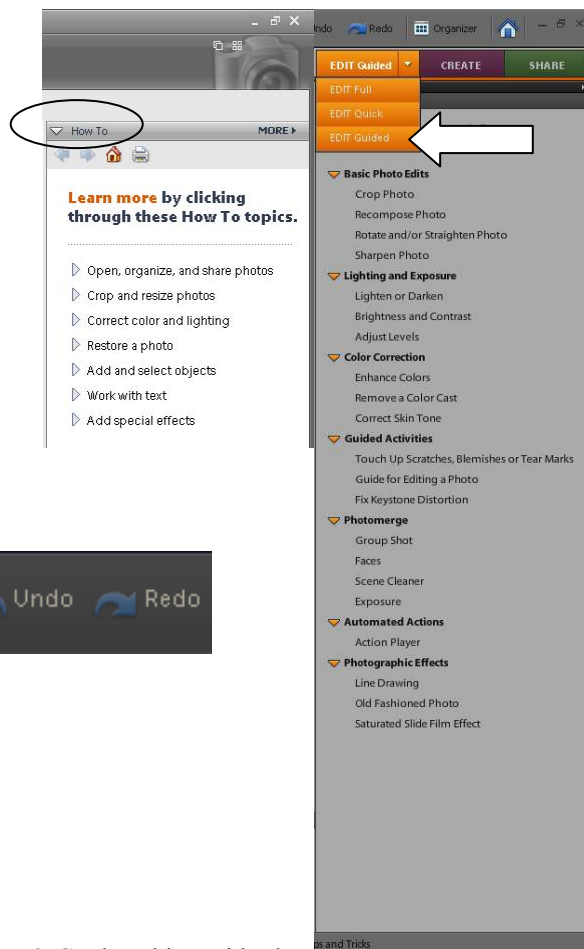 How To
MORE
Learn more by clicking
through these How To topics.
Open, organize, and share photos
Crop and resize photos
Correct color and lighting
Restore a photo
Add and select objects
Work with text
Add special effects
Undo
Redo
ndo
Redo
Organizer
EDIT Guided
CREATE
SHARE
EDIT Full
EDIT Quick
EDIT Guided
Basic Photo Edits
Crop Photo
Recompose Photo
Rotate and/or Straighten Photo
Sharpen Photo
Lighting and Exposure
Lighten or Darken
Brightness and Contrast
Adjust Levels
Color Correction
Enhance Colors
Remove a Color Cast
Correct Skin Tone
Guided Activities
Touch Up Scratches, Blemishes or Tear Marks
Guide for Editing a Photo
Fix Keystone Distortion
Photomerge
Group Shot
Faces
Scene Cleaner
Exposure
Automated Actions
Action Player
Photographic Effects
Line Drawing
Old Fashioned Photo
Saturated Slide Film Effect
ps and Tricks